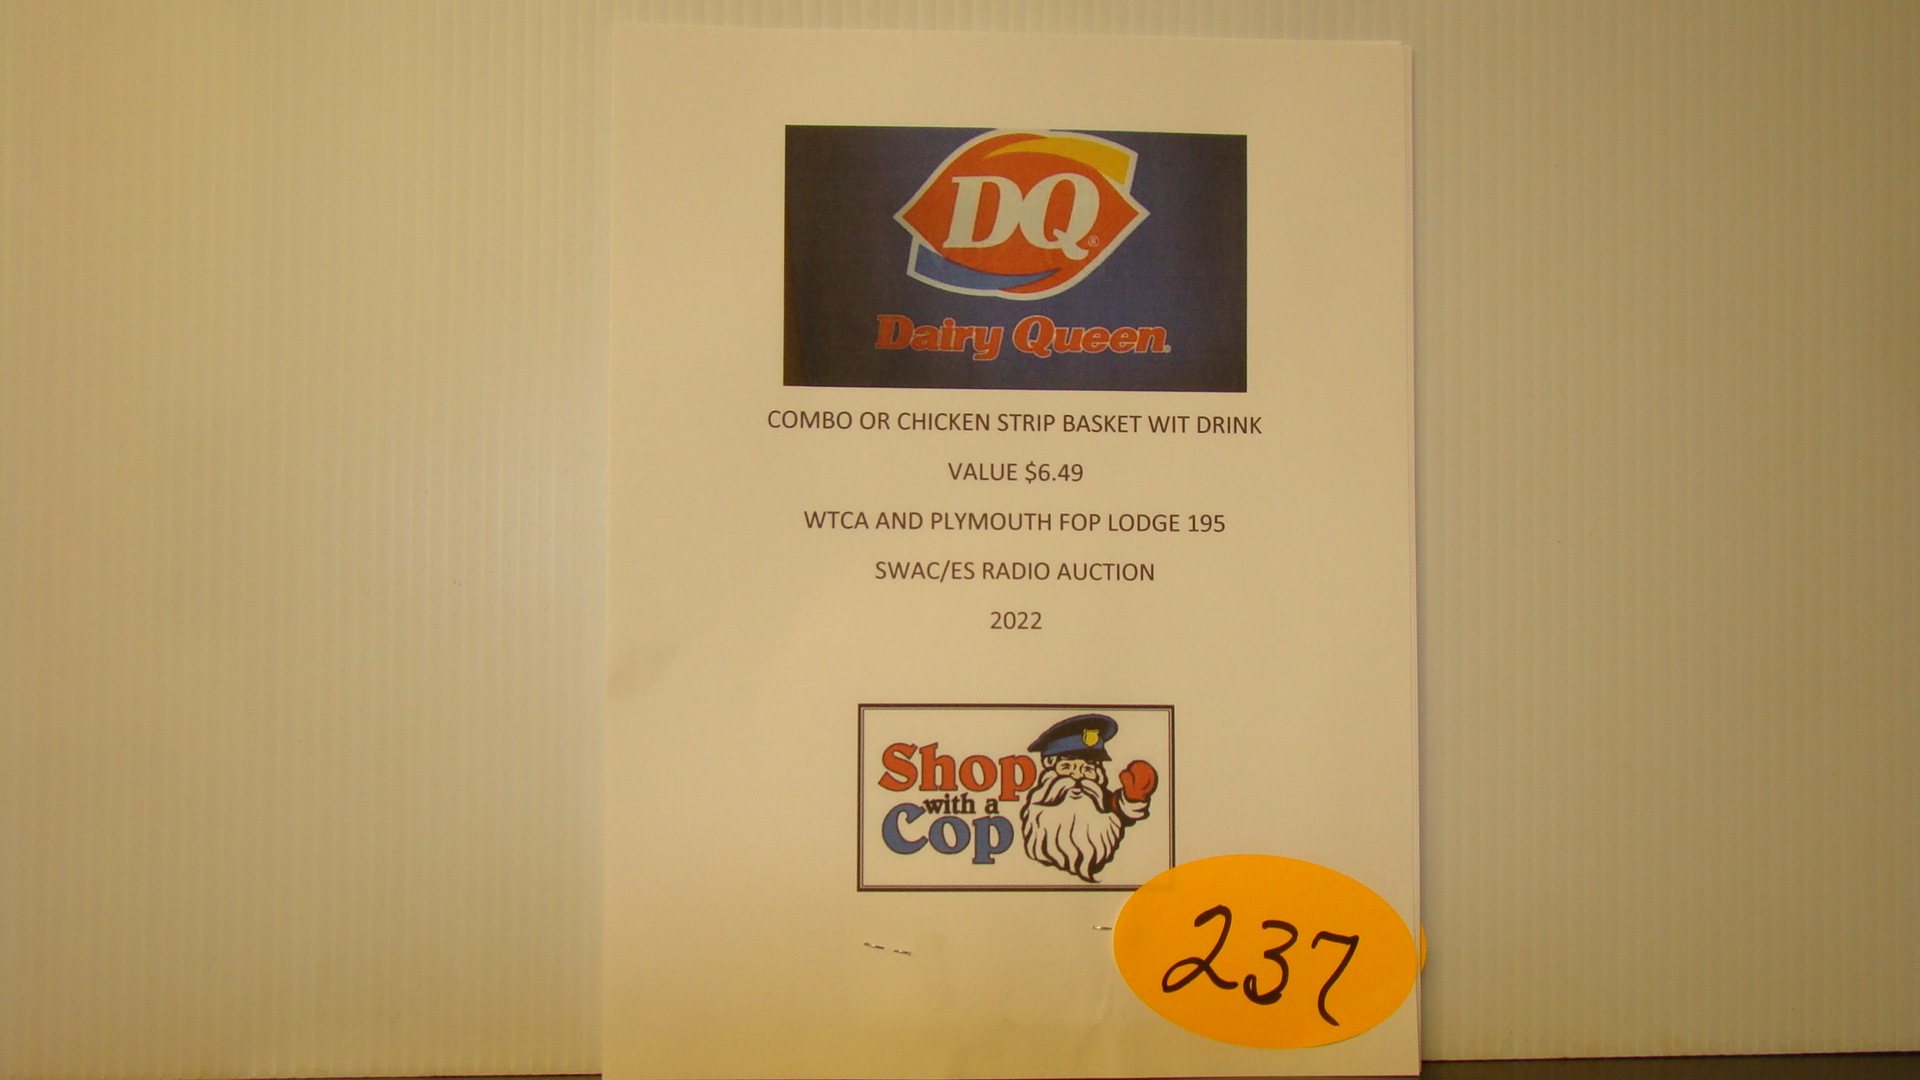 DQ®
Dairy Queen®
COMBO OR CHICKEN STRIP BASKET WIT DRINK
VALUE $6.49
WTCA AND PLYMOUTH FOP LODGE 195
SWAC/ES RADIO AUCTION
2022
Shop
with a
Cop
237